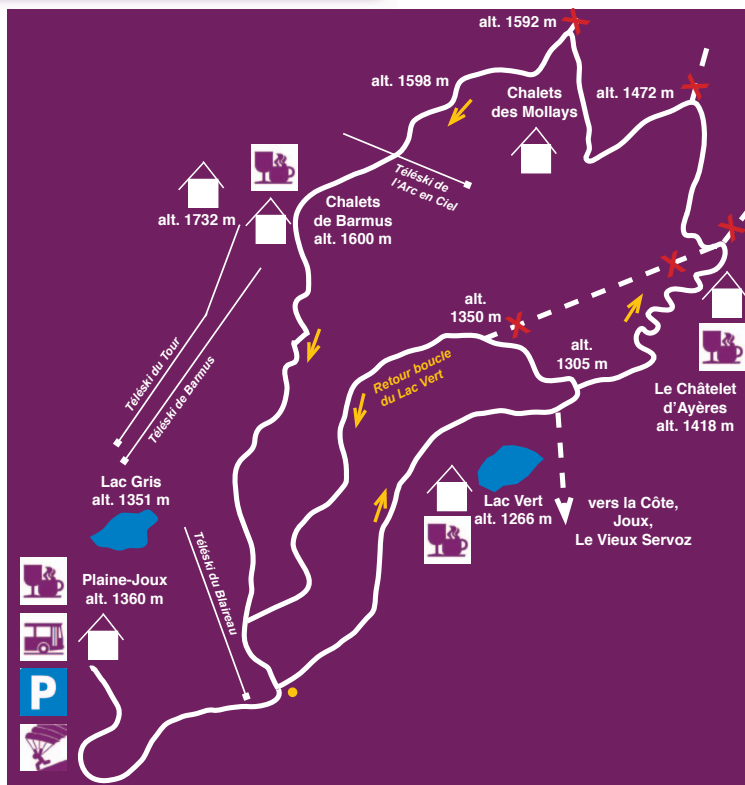 alt. 1592 m
alt. 1598 m
Chalets
des Mollays
alt. 1472 m
Téléski de
l'Arc en Ciel
alt. 1732 m
Chalets
de Barmus
alt. 1600 m
alt.
1350 m
alt.
1305 m
Téléski du Tour
Téléski de Barmus
Retour boucle
du Lac Vert
Le Châtelet
d'Ayères
alt. 1418 m
Lac Gris
alt. 1351 m
Lac Vert
alt. 1266 m
vers la Côte,
Joux,
Le Vieux Servoz
Téléski du Blaireau
Plaine-Joux
alt. 1360 m
P